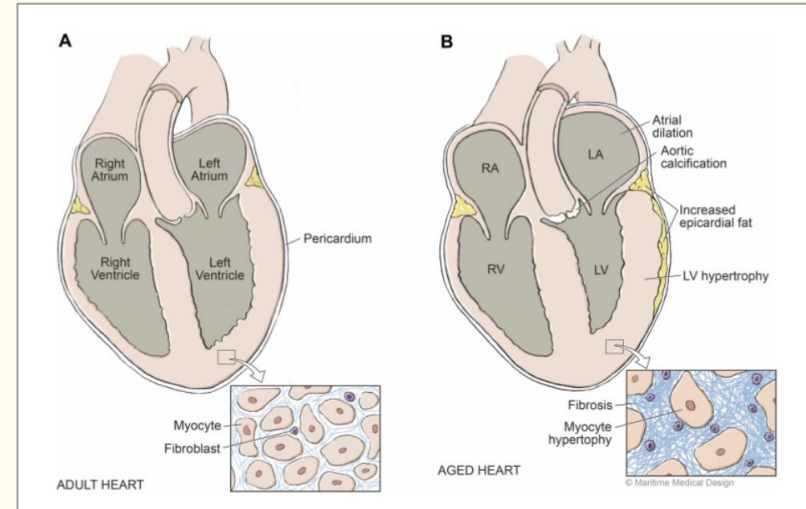 A
Right
Atrium
Left
Atrium
Right
Ventricle
Left
Ventricle
Pericardium
Myocyte
Fibroblast
ADULT HEART
B
RA
LA
RV
LV
Atrial
dilation
Aortic
calcification
Increased
epicardial fat
LV hypertrophy
Fibrosis
Myocyte
hypertophy
AGED HEART
© Maritime Medical Design